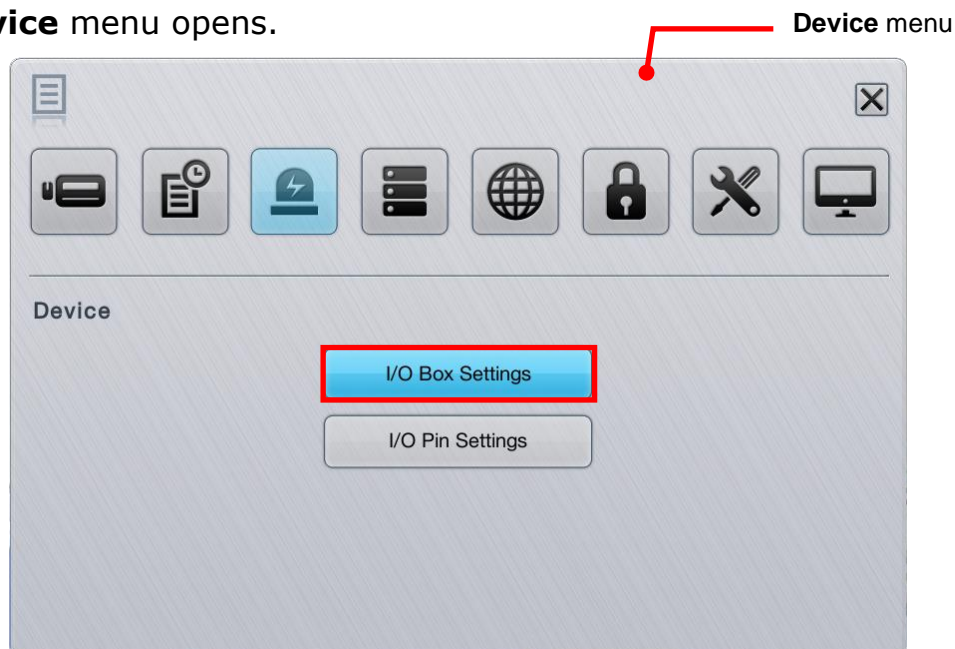 vice menu opens.
Device menu
Device
I/O Box Settings
I/O Pin Settings